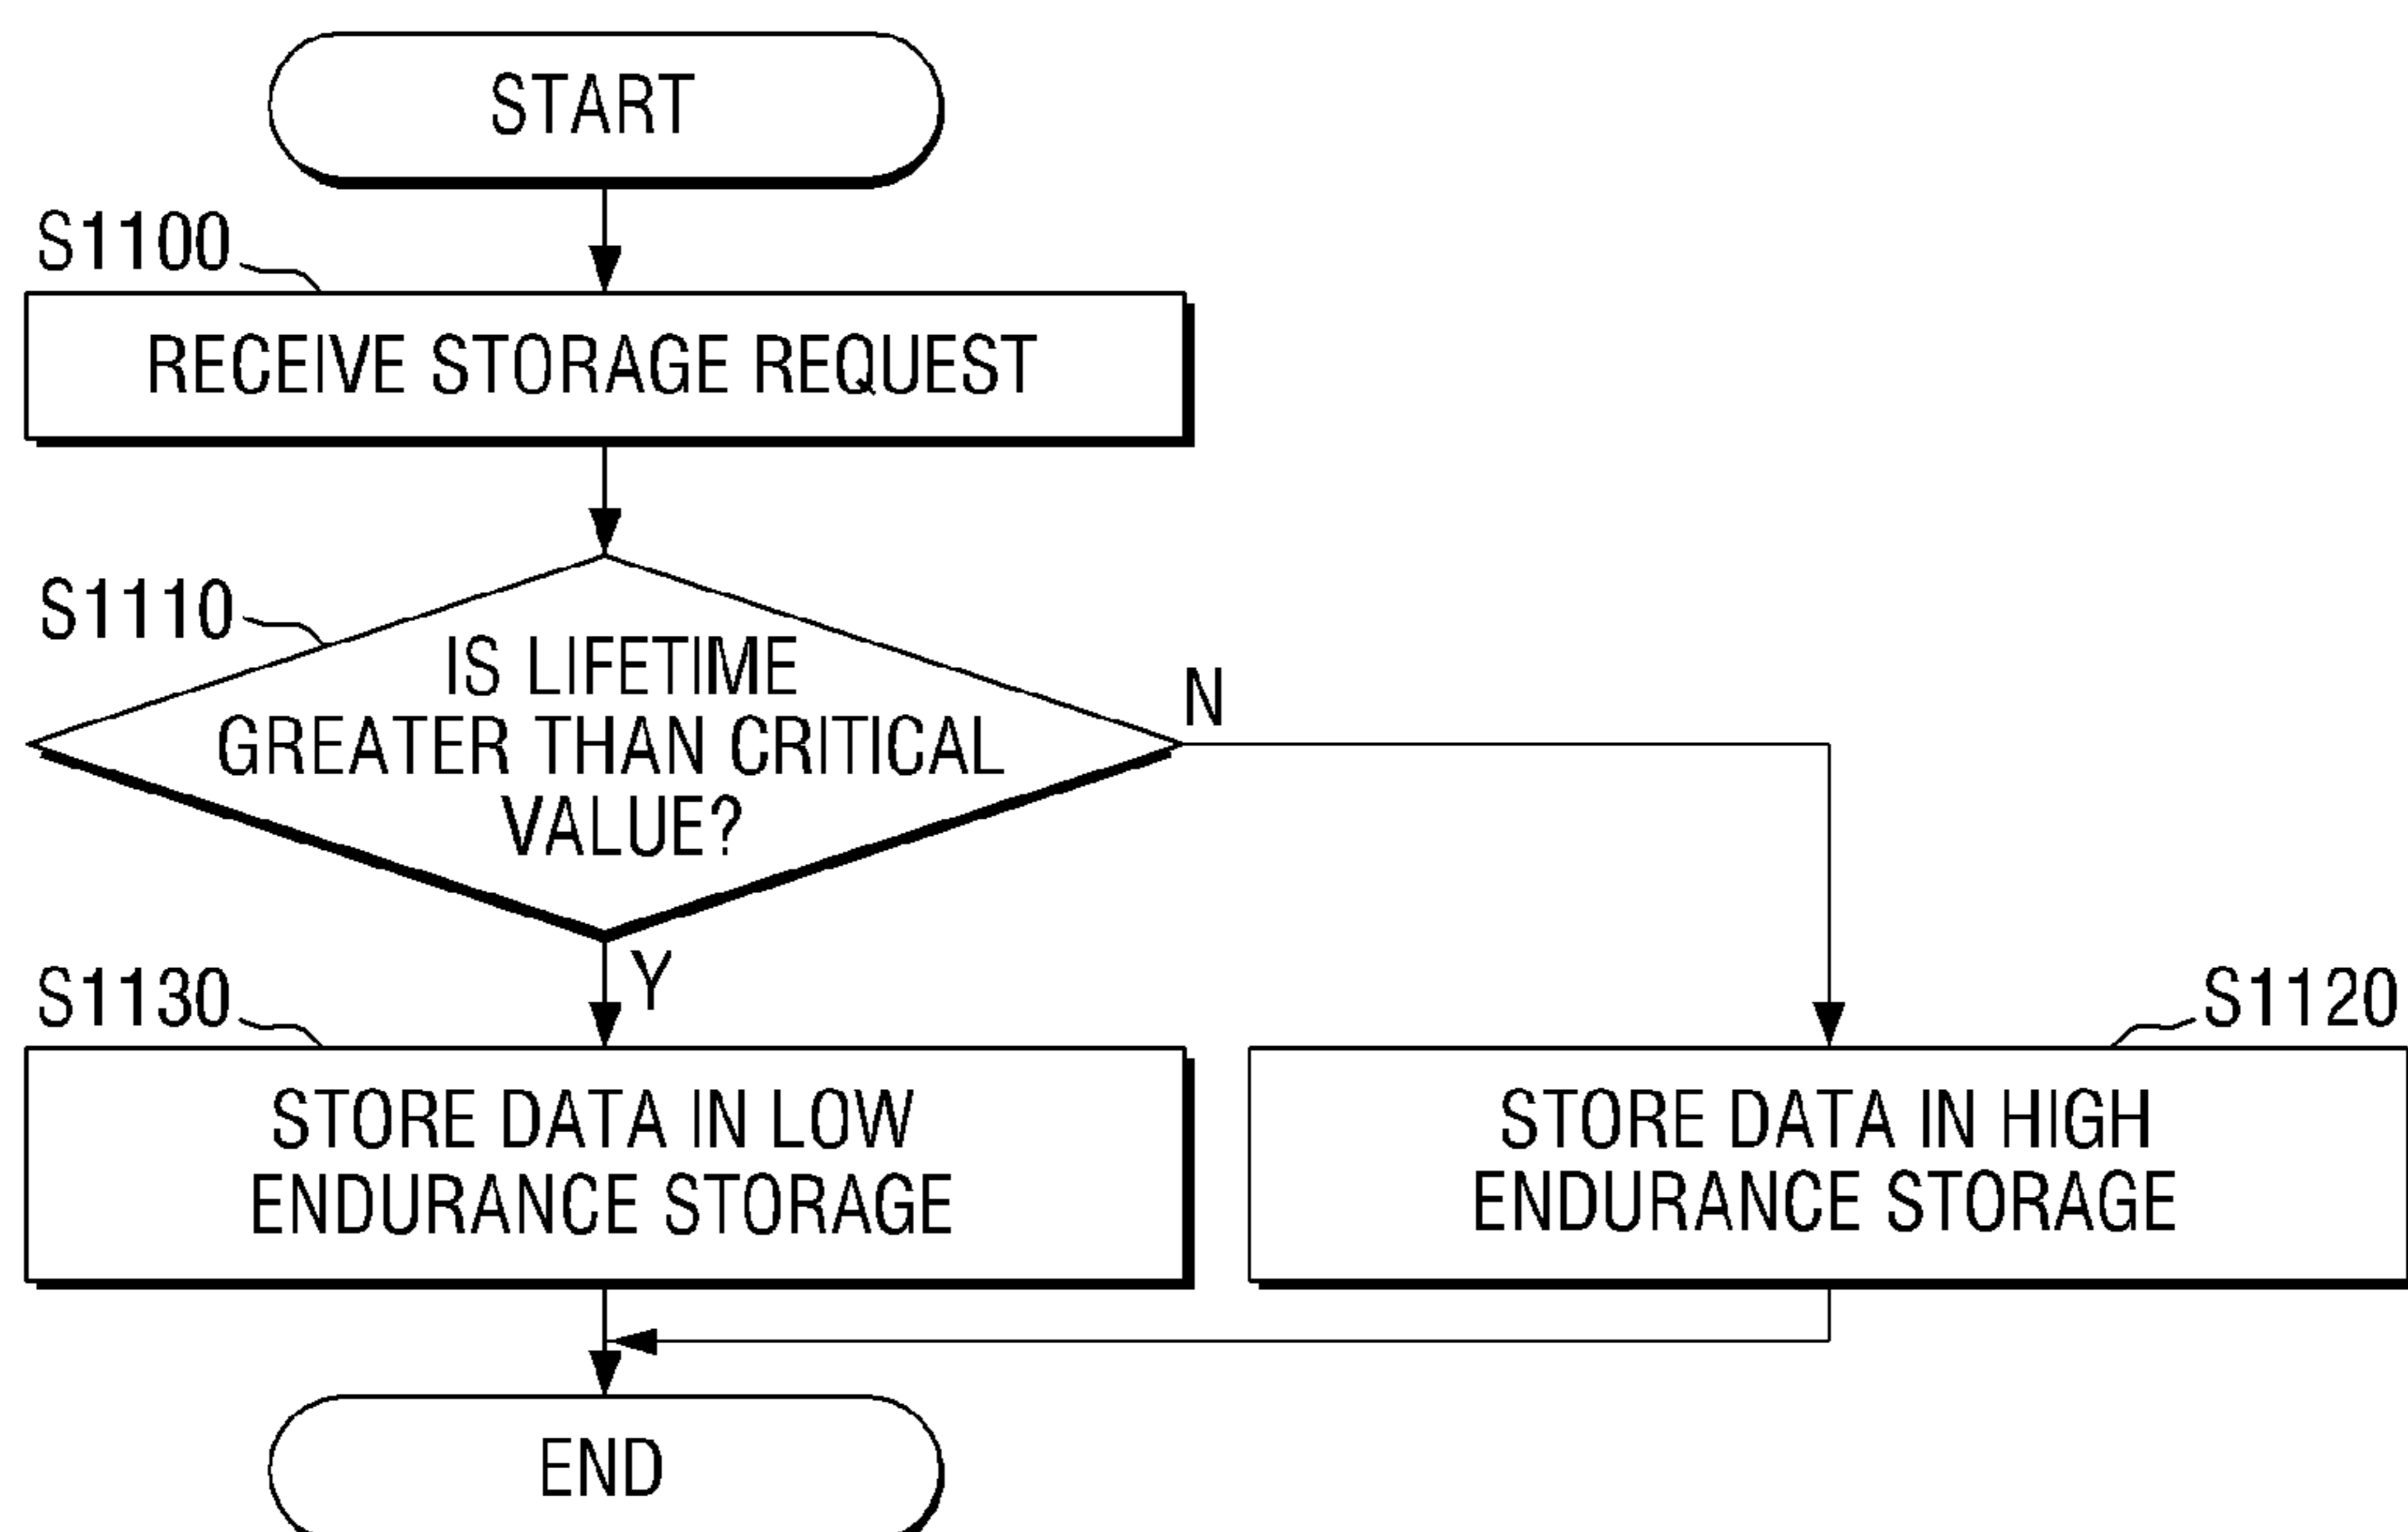 START
S1100
RECEIVE STORAGE REQUEST
S1110
IS LIFETIME
GREATER THAN CRITICAL
VALUE?
N
Y
S1130
STORE DATA IN LOW
ENDURANCE STORAGE
S1120
STORE DATA IN HIGH
ENDURANCE STORAGE
END